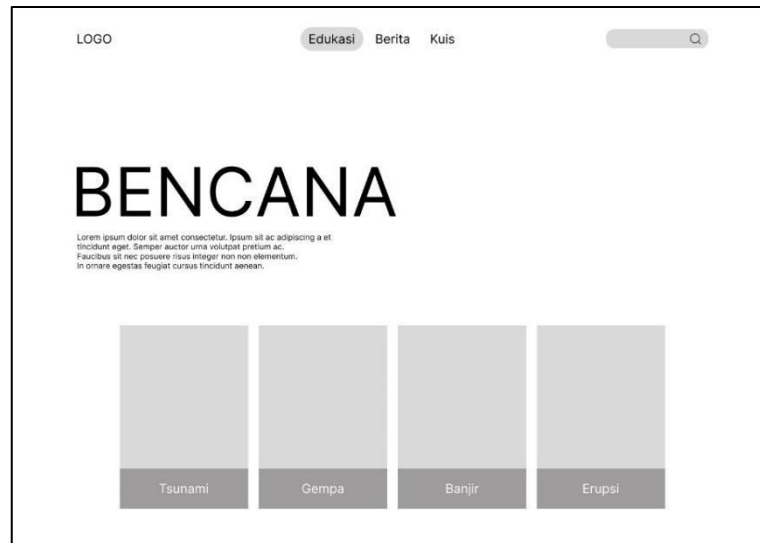 LOGO
Edukasi
Berita
Kuis
BENCANA
Lorem ipsum dolor sit amet consectetur. Ipsum sit ac adipiscing a et
tincidunt eget. Semper auctor urna volutpat pretium ac.
Faucibus sit nec posuere risus integer non non elementum.
In ornare egestas feugiat cursus tincidunt aenean.
Tsunami
Gempa
Banjir
Erupsi